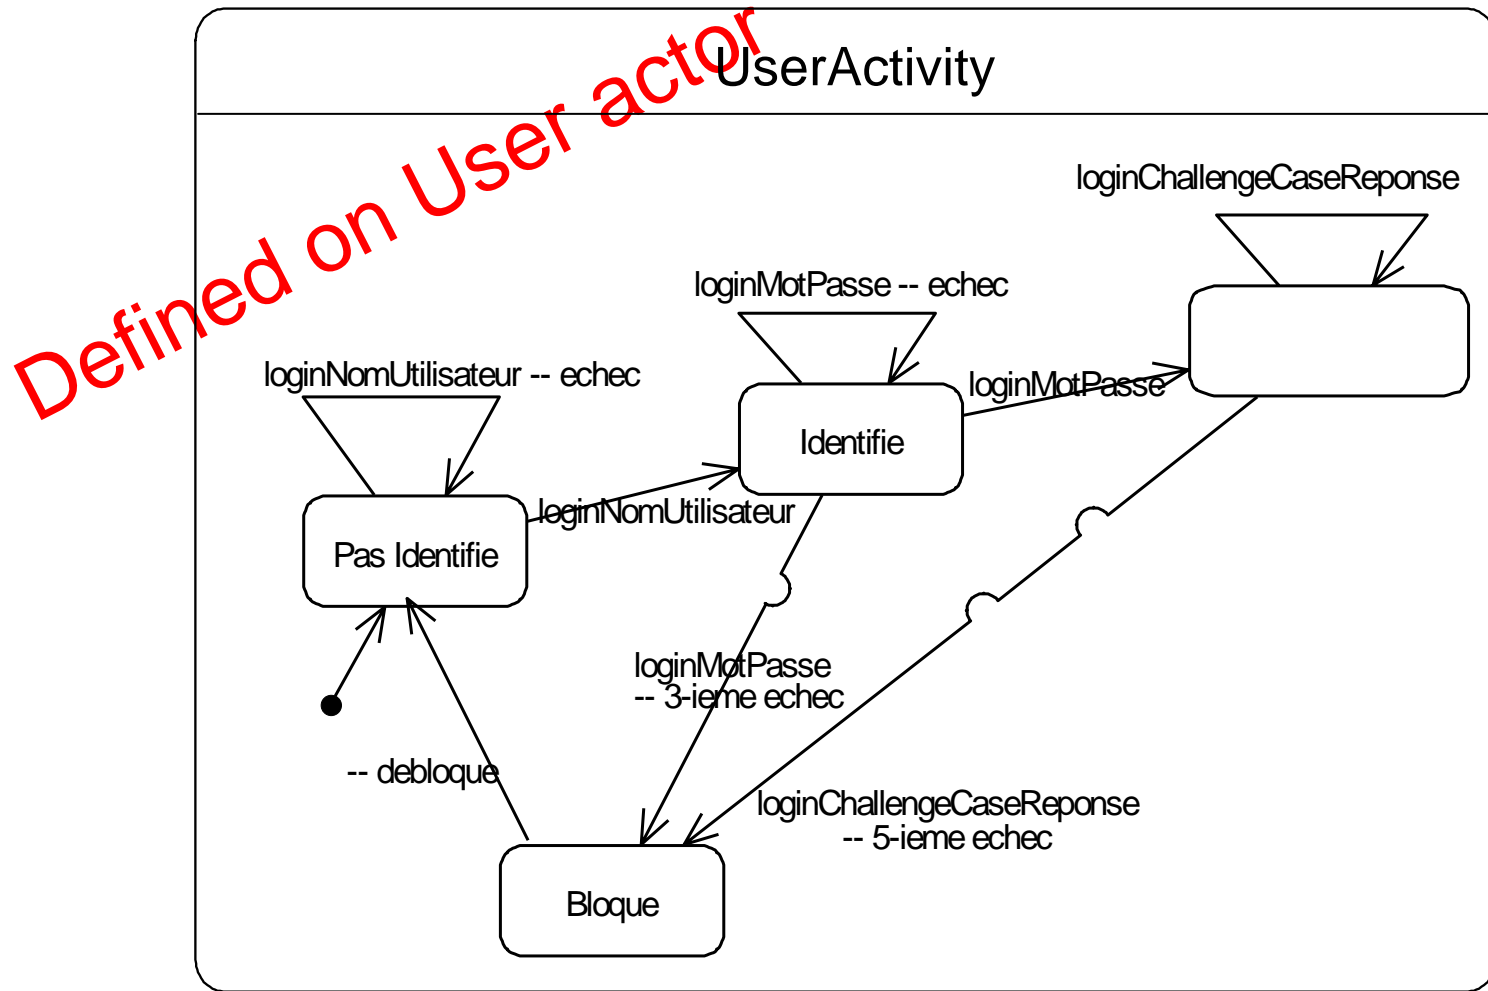 UserActivity
Defined on User actor
loginChallengeCaseReponse
loginMotPasse -- echec
loginNomUtilisateur -- echec
loginMotPasse
Identifie
loginNomUtilisateur
Pas Identifie
loginMotPasse
-- 3-ieme echec
-- debloque
loginChallengeCaseReponse
-- 5-ieme echec
Bloque